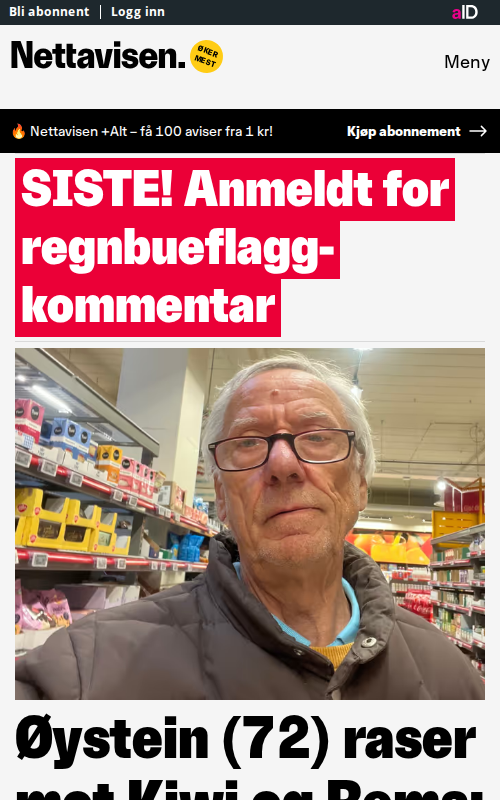 Bli abonnent | Logg inn
aID
Nettavisen.
ØKER
MEST
Meny
🔥 Nettavisen +Alt – få 100 aviser fra 1 kr!
Kjøp abonnement →
SISTE! Anmeldt for
regnbueflagg-
kommentar
Øystein (72) raser
mot Kiwi og Rema: